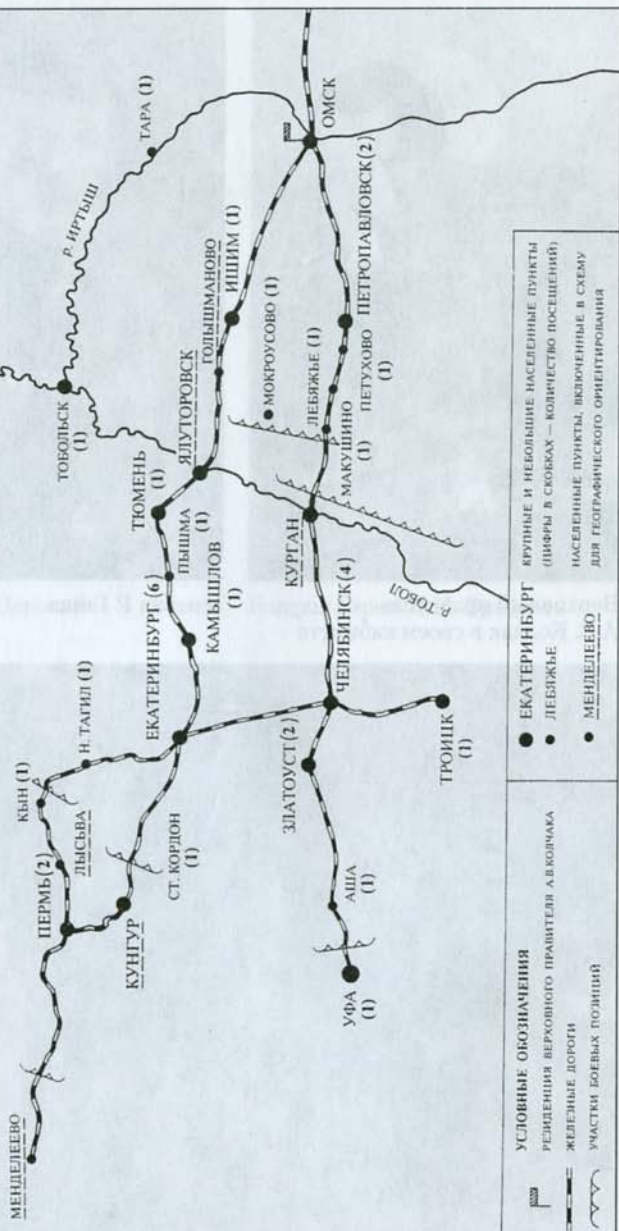 МЕНДЕЛЕЕВО
ПЕРМЬ (2)
КЫН (1)
ЛЫСЬВА
Н. ТАГИЛ (1)
КУНГУР
СТ. КОРДОН
(1)
ЕКАТЕРИНБУРГ (6)
КАМЫШЛОВ
(1)
ПЫШМА
(1)
ТЮМЕНЬ
(1)
ЯЛУТОРОВСК
ГОЛЫШМАНОВО
ИШИМ (1)
ТОБОЛЬСК
(1)
Р. ИРТЫШ
ТАРА (1)
ОМСК
МОКРОУСОВО (1)
УФА
(1)
АША
(1)
ЗЛАТОУСТ (2)
ЧЕЛЯБИНСК (4)
ТРОИЦК
(1)
КУРГАН
Р. ТОБОЛ
МАКУШИНО
(1)
ЛЕБЯЖЬЕ (1)
ПЕТУХОВО
(1)
ПЕТРОПАВЛОВСК (2)
УСЛОВНЫЕ ОБОЗНАЧЕНИЯ
РЕЗИДЕНЦИЯ ВЕРХОВНОГО ПРАВИТЕЛЯ А.В.КОЛЧАКА
ЖЕЛЕЗНЫЕ ДОРОГИ
УЧАСТКИ БОЕВЫХ ПОЗИЦИЙ
ЕКАТЕРИНБУРГ
ЛЕБЯЖЬЕ
КРУПНЫЕ И НЕБОЛЬШИЕ НАСЕЛЕННЫЕ ПУНКТЫ
(ЦИФРЫ В СКОБКАХ — КОЛИЧЕСТВО ПОСЕЩЕНИЙ)
МЕНДЕЛЕЕВО
НАСЕЛЕННЫЕ ПУНКТЫ, ВКЛЮЧЕННЫЕ В СХЕМУ
ДЛЯ ГЕОГРАФИЧЕСКОГО ОРИЕНТИРОВАНИЯ